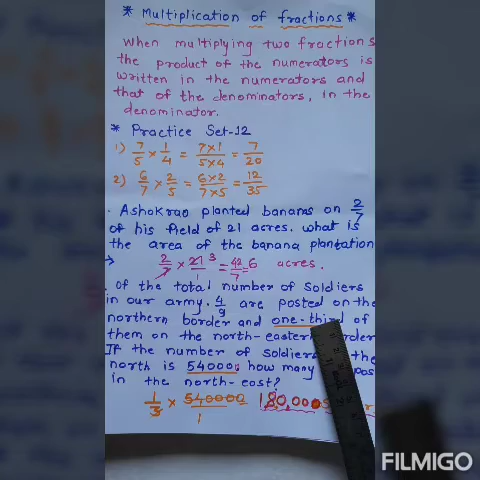 * Multiplication of fractions *
When multiplying two fractions
the product of the numerators is
written in the numerators and
that of the denominators, in the
denominator.
* Practice Set-12
1) 7/5 × 1/4 = 7×1/5×4 = 7/20
2) 6/7 × 2/5 = 6×2/7×5 = 12/35
. Ashokrao planted bananas on 2/7
of his field of 21 acres. what is
the area of the banana plantation
→ 2/7 × 21/1 3 = 42/7 = 6 acres.
. of the total number of soldiers
in our army. 4/9 are posted on the
northern border and one-third of
them on the north-eastern
If the number of soldiers the
north is 540000, how many
in the north-east?
1/3 × 540000/1 = 180,000
FILMIGO